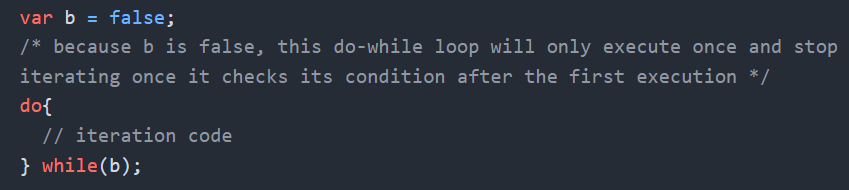 var b = false;
/* because b is false, this do-while loop will only execute once and stop
iterating once it checks its condition after the first execution */
do{
  // iteration code
} while(b);